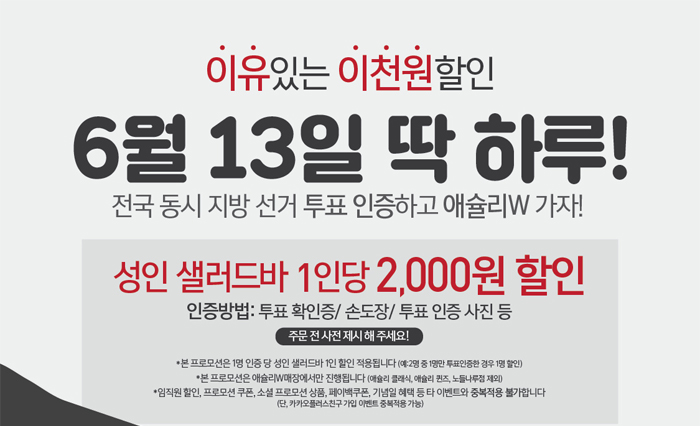 이유있는 이천원할인
6월 13일 딱 하루!
전국 동시 지방 선거 투표 인증하고 애슐리W 가자!
성인 샐러드바 1인당 2,000원 할인
인증방법: 투표 확인증/ 손도장/ 투표 인증 사진 등
주문 전 사전 제시 해 주세요!
*본 프로모션은 1명 인증 당 성인 샐러드바 1인 할인 적용됩니다 (예:2명 중 1명만 투표인증한 경우 1명 할인)
*본 프로모션은 애슐리W매장에서만 진행됩니다 (애슐리 클래식, 애슐리 퀸즈, 노들나루점 제외)
*임직원 할인, 프로모션 쿠폰, 소셜 프로모션 상품, 페이백쿠폰, 기념일 혜택 등 타 이벤트와 중복적용 불가합니다
(단, 카카오플러스친구 가입 이벤트 중복적용 가능)